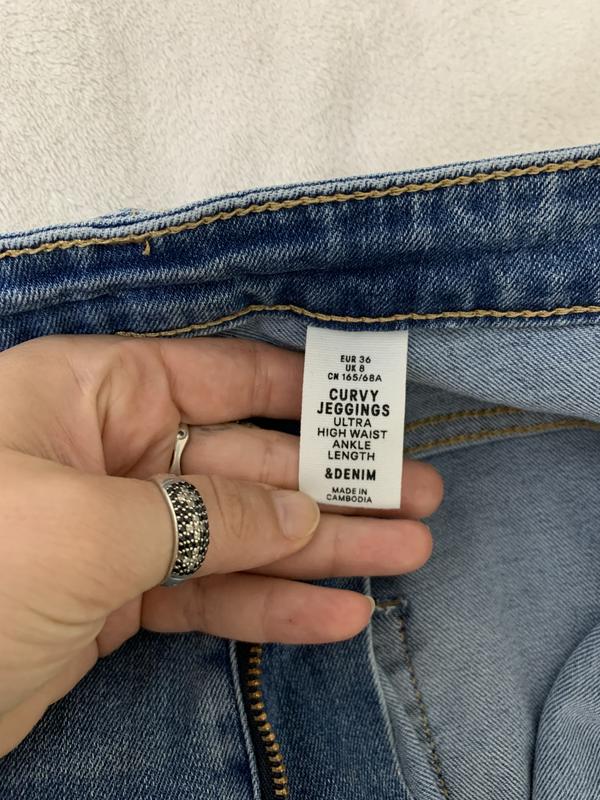 EUR 36
UK 8
CN 165/68A
CURVY
JEGGINGS
ULTRA
HIGH WAIST
ANKLE
LENGTH
&DENIM
MADE IN
CAMBODIA